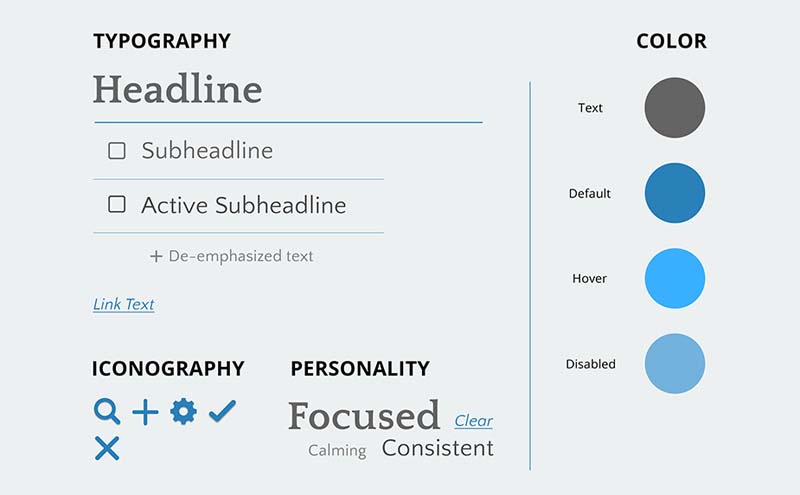 TYPOGRAPHY
Headline
Subheadline
Active Subheadline
De-emphasized text
Link Text
ICONOGRAPHY
PERSONALITY
Focused Clear
Calming Consistent
COLOR
Text
Default
Hover
Disabled